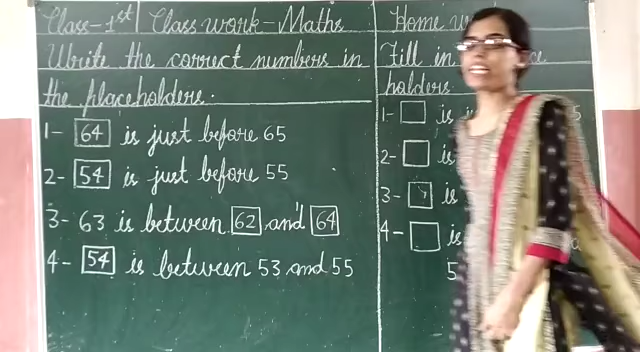 Class-1st Class work-Maths
Write the correct numbers in
the placeholders.
1- 64 is just before 65
2- 54 is just before 55
3- 63 is between 62 and 64
4- 54 is between 53 and 55
Home
Fill in
holders
1- is 5
2- is
3- is
4- is
5